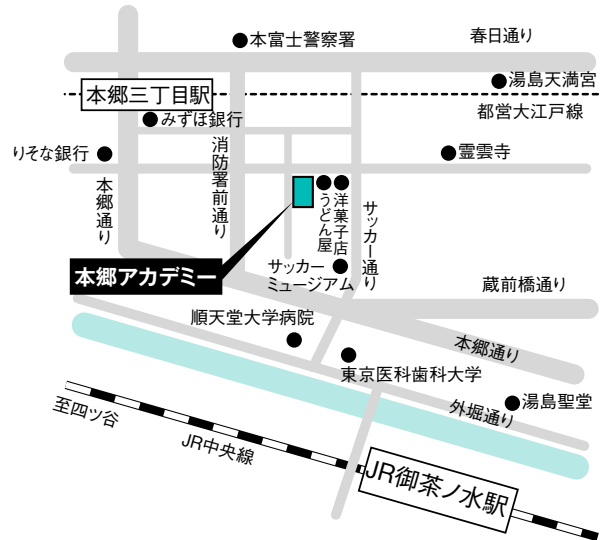 春日通り
本富士警察署
湯島天満宮
本郷三丁目駅
都営大江戸線
みずほ銀行
りそな銀行
消防署前通り
霊雲寺
本郷通り
うどん屋
洋菓子店
サッカー通り
本郷アカデミー
サッカー
ミュージアム
蔵前橋通り
順天堂大学病院
本郷通り
東京医科歯科大学
外堀通り
湯島聖堂
至四ツ谷
JR中央線
JR御茶ノ水駅